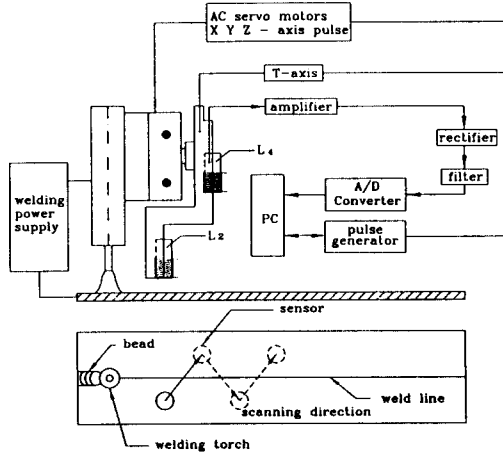 AC servo motors
X Y Z - axis pulse
T-axis
amplifier
rectifier
filter
A/D
Converter
PC
pulse
generator
welding
power
supply
L4
L2
sensor
bead
scanning direction
weld line
welding torch